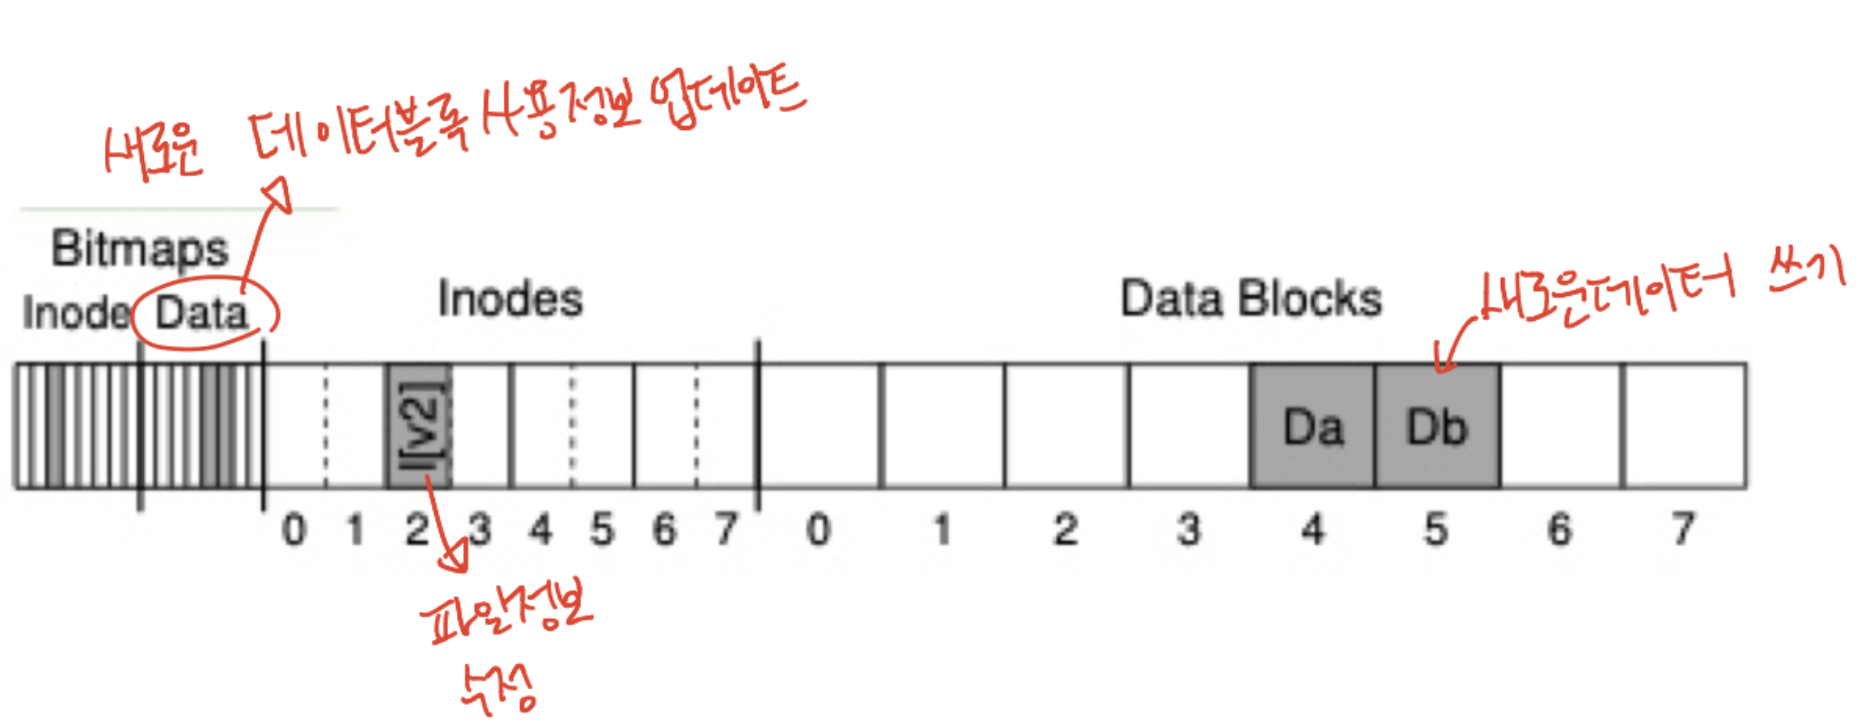 새로운 데이터블록 사용정보 업데이트
Bitmaps
Inode Data
Inodes
Data Blocks
새로운데이터 쓰기
I[v2]
Da
Db
0 1 2 3 4 5 6 7 0 1 2 3 4 5 6 7
파일정보
수정